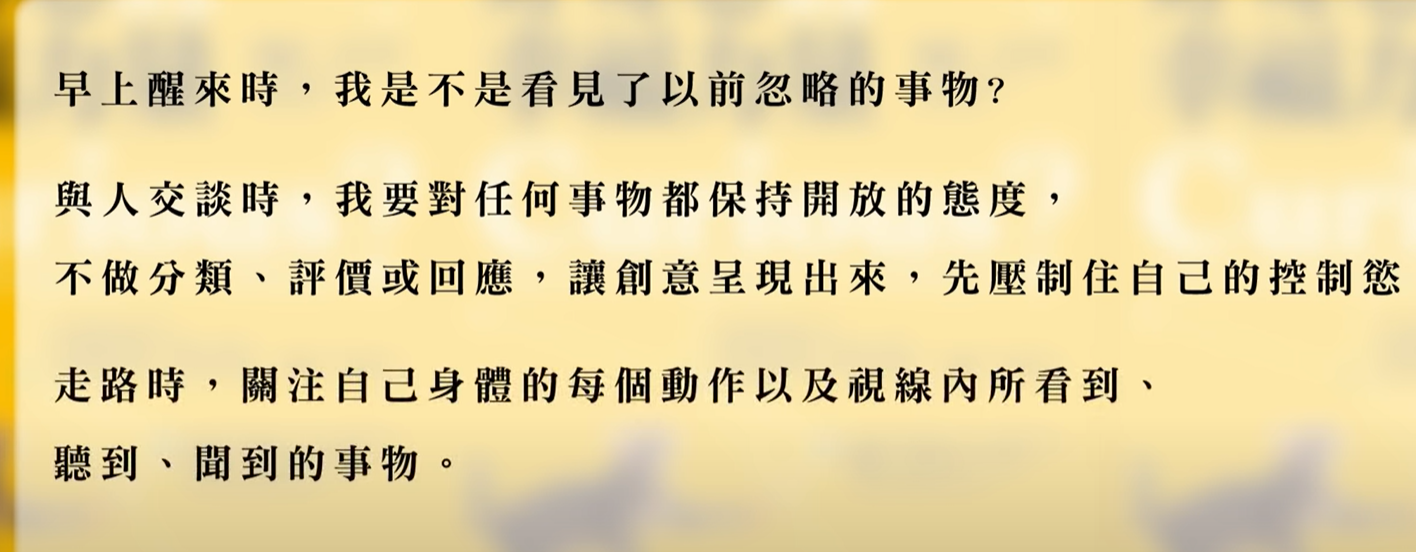 早上醒來時，我是不是看見了以前忽略的事物?
與人交談時，我要對任何事物都保持開放的態度，
不做分類、評價或回應，讓創意呈現出來，先壓制住自己的控制慾
走路時，關注自己身體的每個動作以及視線內所看到、
聽到、聞到的事物。